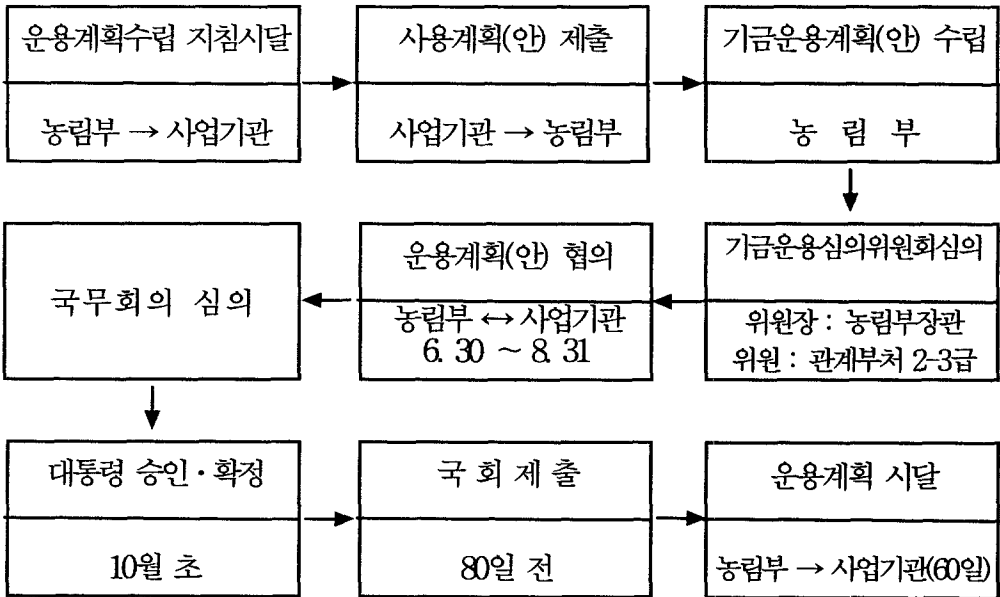 운용계획수립 지침시달
농림부 → 사업기관
사용계획(안) 제출
사업기관 → 농림부
기금운용계획(안) 수립
농 림 부
기금운용심의위원회심의
위원장 : 농림부장관
위원 : 관계부처 2-3급
운용계획(안) 협의
농림부 ↔ 사업기관
6. 30 ~ 8. 31
국무회의 심의
대통령 승인·확정
10월 초
국 회 제 출
80일 전
운용계획 시달
농림부 → 사업기관(60일)